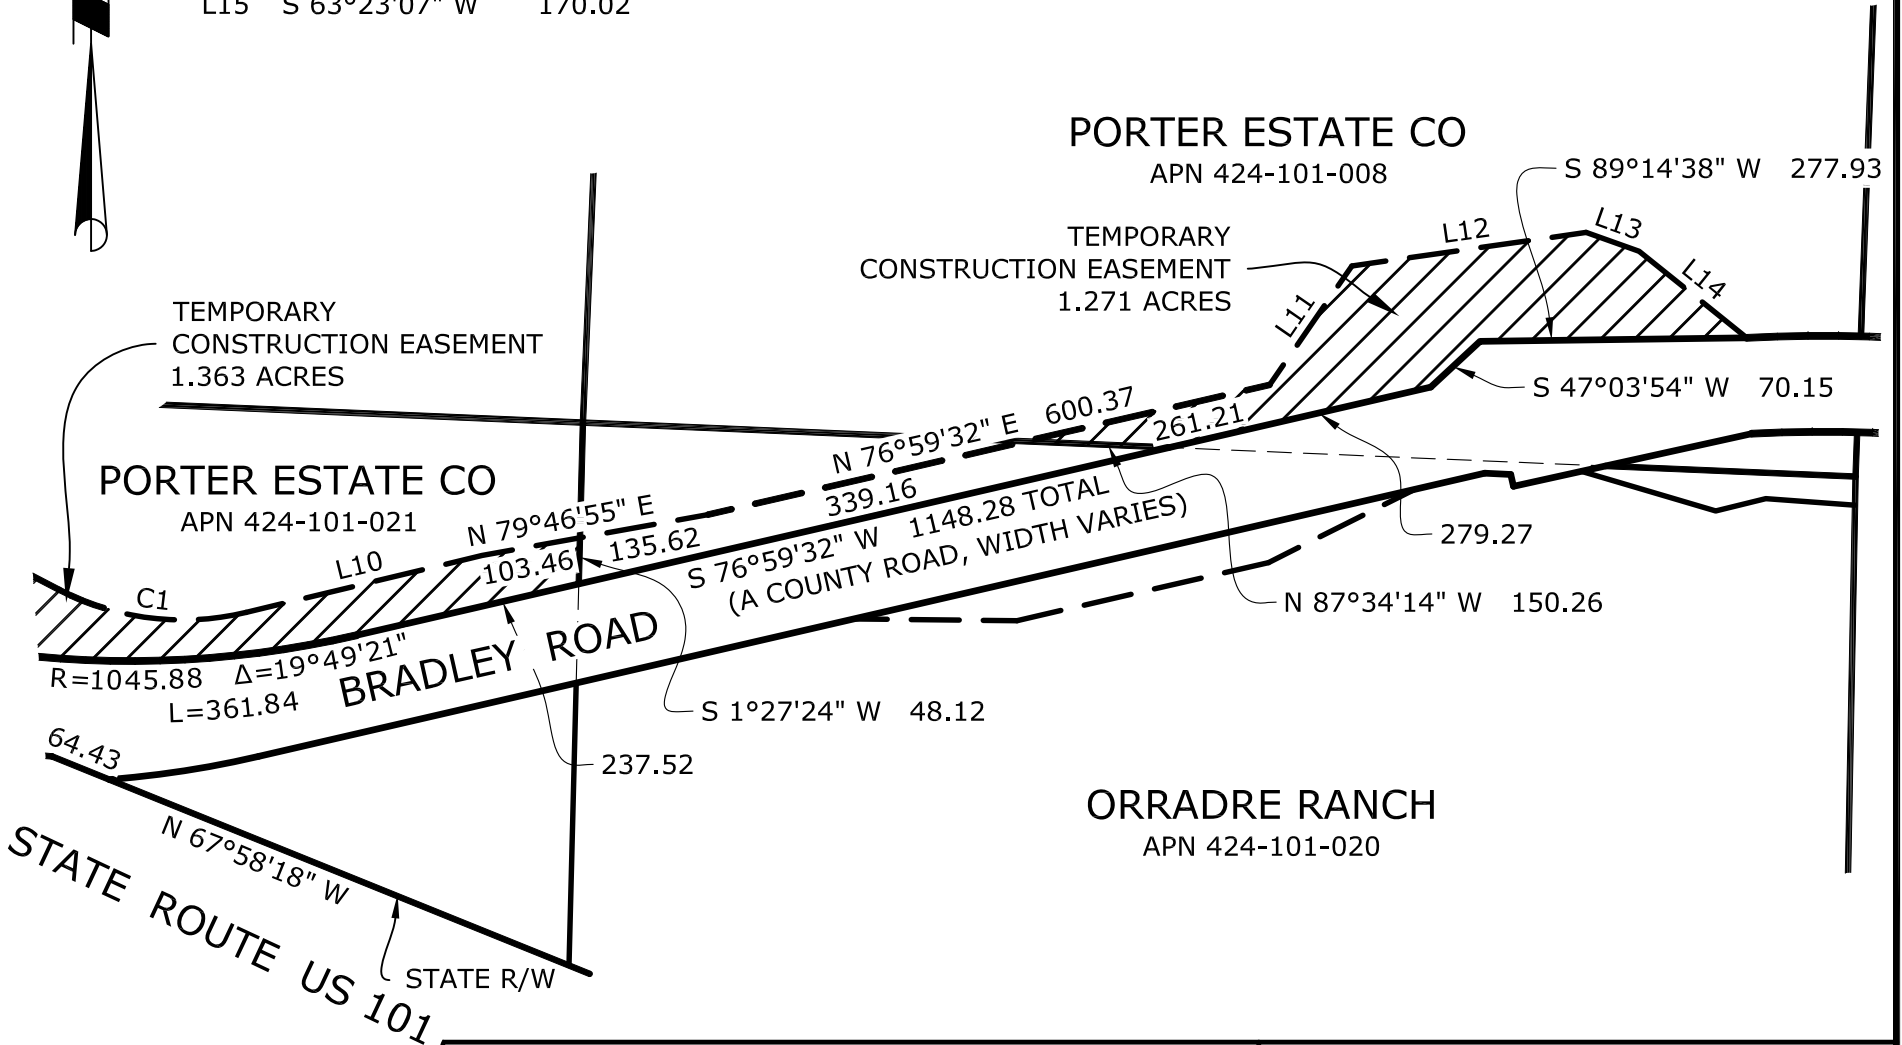 L15 S 63°23'07" W 170.02
PORTER ESTATE CO
APN 424-101-008
S 89°14'38" W 277.93
TEMPORARY
CONSTRUCTION EASEMENT
1.271 ACRES
L11
L12
L13
L14
TEMPORARY
CONSTRUCTION EASEMENT
1.363 ACRES
S 47°03'54" W 70.15
N 76°59'32" E 600.37
261.21
339.16
PORTER ESTATE CO
APN 424-101-021
N 79°46'55" E
103.46
135.62
L10
C1
S 76°59'32" W 1148.28 TOTAL
(A COUNTY ROAD, WIDTH VARIES)
279.27
N 87°34'14" W 150.26
R=1045.88 Δ=19°49'21"
L=361.84
BRADLEY ROAD
S 1°27'24" W 48.12
237.52
64.43
N 67°58'18" W
ORRADRE RANCH
APN 424-101-020
STATE ROUTE US 101
STATE R/W